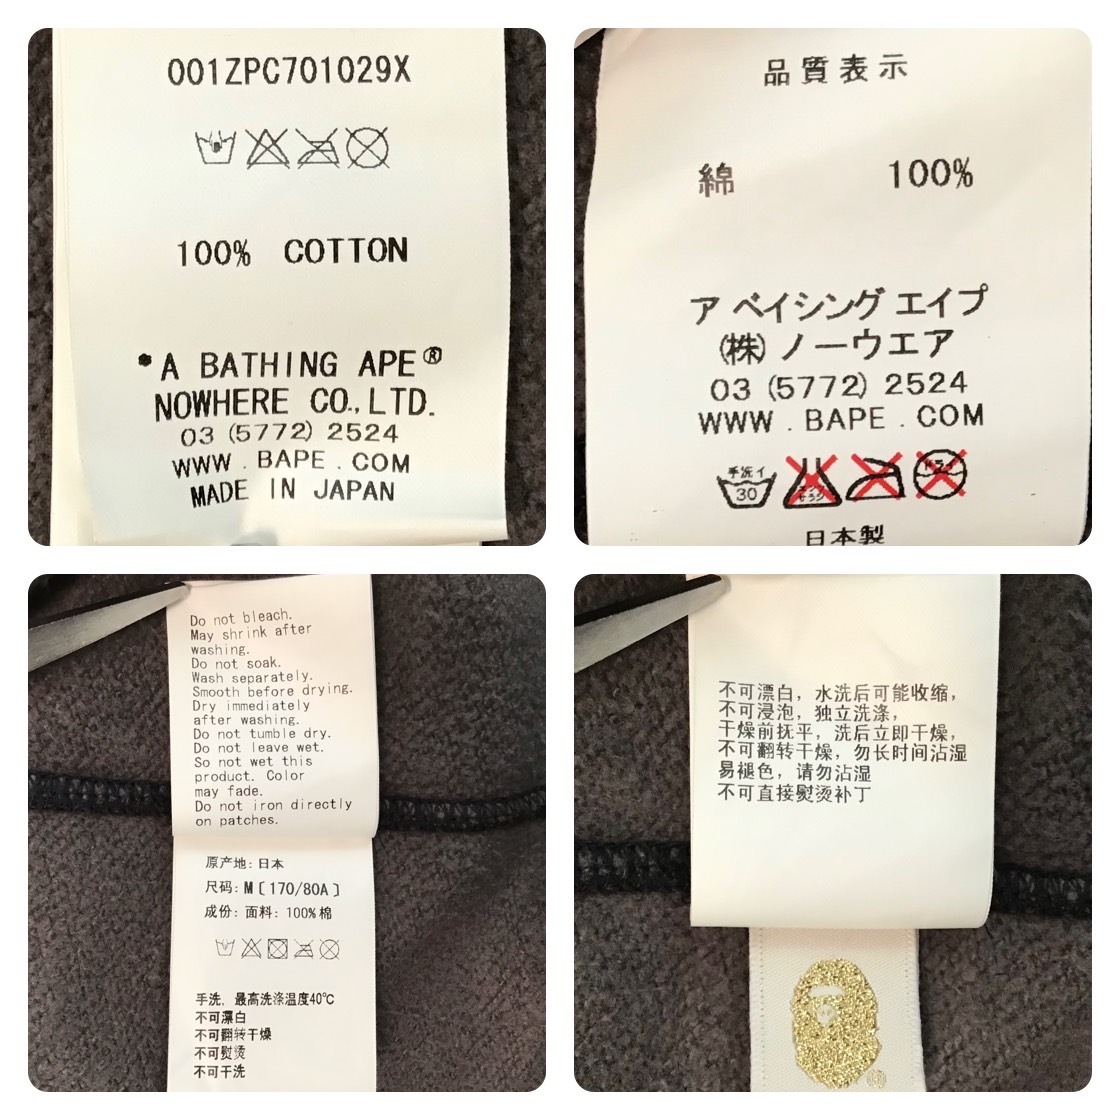 001ZPC701029X
100% COTTON
*A BATHING APE®
NOWHERE CO.,LTD.
03 (5772) 2524
WWW . BAPE . COM
MADE IN JAPAN
品質表示
綿 100%
ア ベイシング エイプ
(株) ノーウエア
03 (5772) 2524
WWW . BAPE . COM
手洗イ
30
日本製
Do not bleach.
May shrink after
washing.
Do not soak.
Wash separately.
Smooth before drying.
Dry immediately
after washing.
Do not tumble dry.
Do not leave wet.
So not wet this
product. Color
may fade.
Do not iron directly
on patches.
原产地: 日本
尺码: M〔170/80A〕
成份: 面料: 100%棉
手洗, 最高洗涤温度40℃
不可漂白
不可翻转干燥
不可熨烫
不可干洗
不可漂白, 水洗后可能收缩,
不可浸泡, 独立洗涤,
干燥前抚平, 洗后立即干燥,
不可翻转干燥, 勿长时间沾湿
易褪色, 请勿沾湿
不可直接熨烫补丁
®